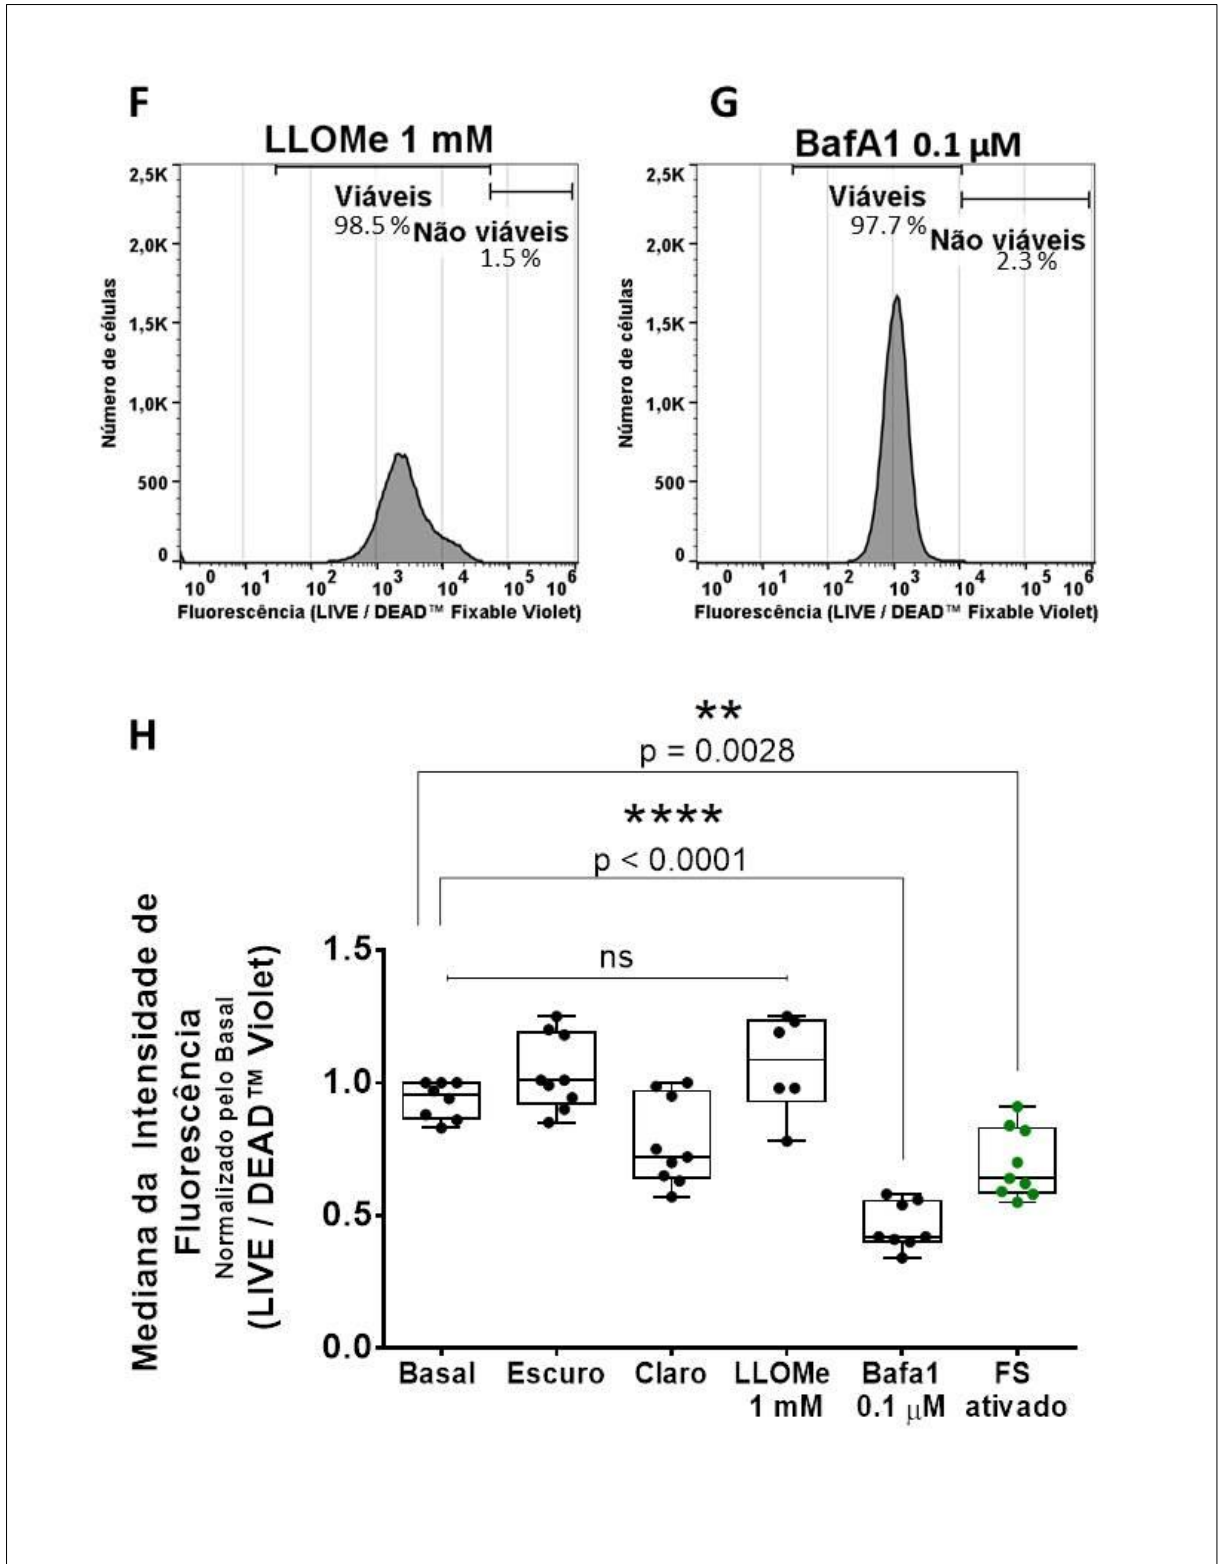 F
LLOMe 1 mM
2,5K
2,0K
1,5K
1,0K
500
0
Número de células
Viáveis
98.5 %
Não viáveis
1.5 %
10^0 10^1 10^2 10^3 10^4 10^5 10^6
Fluorescência (LIVE / DEAD™ Fixable Violet)
G
BafA1 0.1 µM
2,5K
2,0K
1,5K
1,0K
500
0
Número de células
Viáveis
97.7 %
Não viáveis
2.3 %
10^0 10^1 10^2 10^3 10^4 10^5 10^6
Fluorescência (LIVE / DEAD™ Fixable Violet)
H
**
p = 0.0028
****
p < 0.0001
ns
Mediana da Intensidade de
Fluorescência
Normalizado pelo Basal
(LIVE / DEAD™ Violet)
1.5
1.0
0.5
0.0
Basal Escuro Claro LLOMe Bafa1 FS
1 mM 0.1 µM ativado